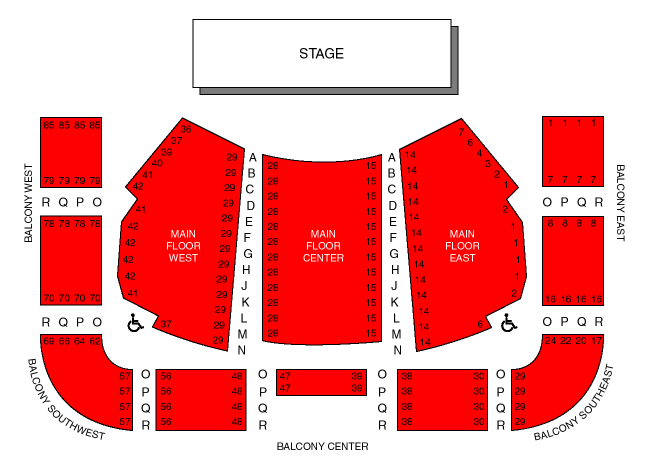 STAGE
85 85 85 85
79 79 79 79
R Q P O
78 78 78 78
70 70 70 70
R Q P O
69 66 64 62
BALCONY WEST
BALCONY SOUTHWEST
57 O
57 P
57 Q
57 R
36
37
39
40
41
42
41
42
42
42
41
37
MAIN
FLOOR
WEST
29
29
29
29
29
29
29
29
29
29
29
29
A
B
C
D
E
F
G
H
J
K
L
M
N
28 15
28 15
28 15
28 15
28 15
28 15
28 15
28 15
28 15
28 15
28 15
28 15
MAIN
FLOOR
CENTER
A
B
C
D
E
F
G
H
J
K
L
M
N
14
14
14
14
14
14
14
14
14
14
14
14
MAIN
FLOOR
EAST
7
6
4
3
2
1
2
1
1
1
2
6
1 1 1 1
7 7 7 7
O P Q R
8 8 8 8
16 16 16 16
O P Q R
24 22 20 17
BALCONY EAST
BALCONY SOUTHEAST
56 48 O 47 39 O 38 30 O 29
56 48 P 47 39 P 38 30 P 29
56 48 Q Q 38 30 Q 29
56 48 R R 38 30 R 29
BALCONY CENTER